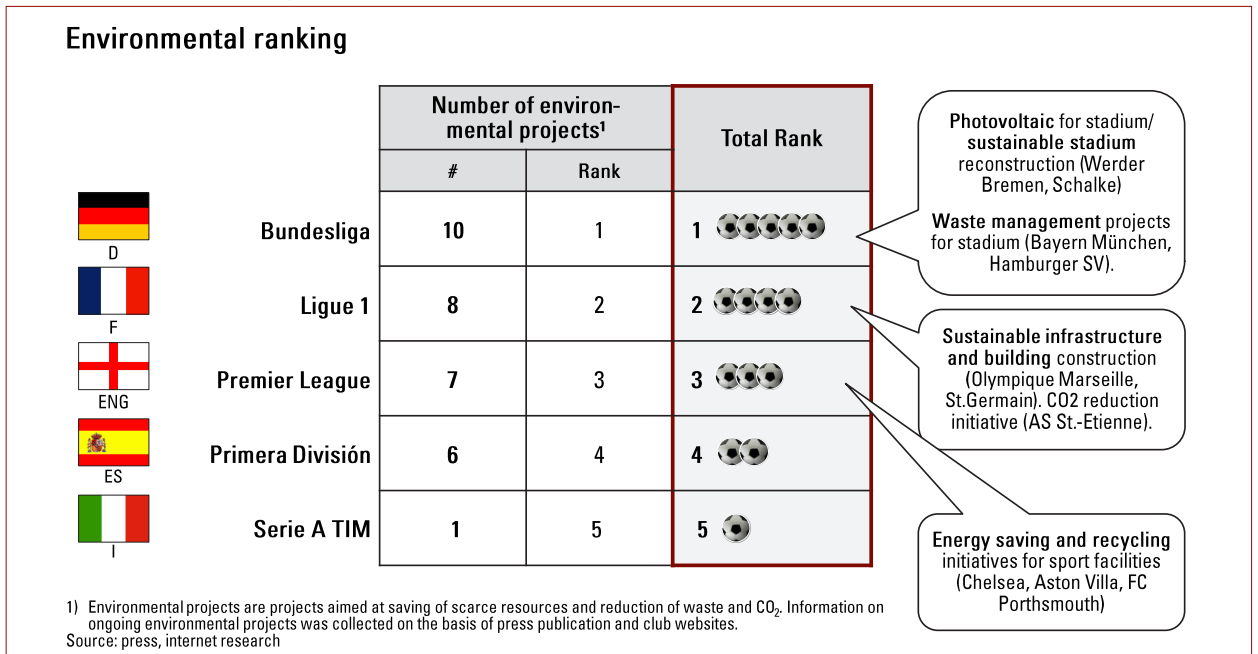 Environmental ranking
Number of environ-
mental projects¹
Total Rank
#
Rank
D
Bundesliga
10
1
1
F
Ligue 1
8
2
2
ENG
Premier League
7
3
3
ES
Primera División
6
4
4
I
Serie A TIM
1
5
5
Photovoltaic for stadium/
sustainable stadium
reconstruction (Werder
Bremen, Schalke)
Waste management projects
for stadium (Bayern München,
Hamburger SV).
Sustainable infrastructure
and building construction
(Olympique Marseille,
St.Germain). CO2 reduction
initiative (AS St.-Etienne).
Energy saving and recycling
initiatives for sport facilities
(Chelsea, Aston Villa, FC
Porthsmouth)
1) Environmental projects are projects aimed at saving of scarce resources and reduction of waste and CO₂. Information on
ongoing environmental projects was collected on the basis of press publication and club websites.
Source: press, internet research